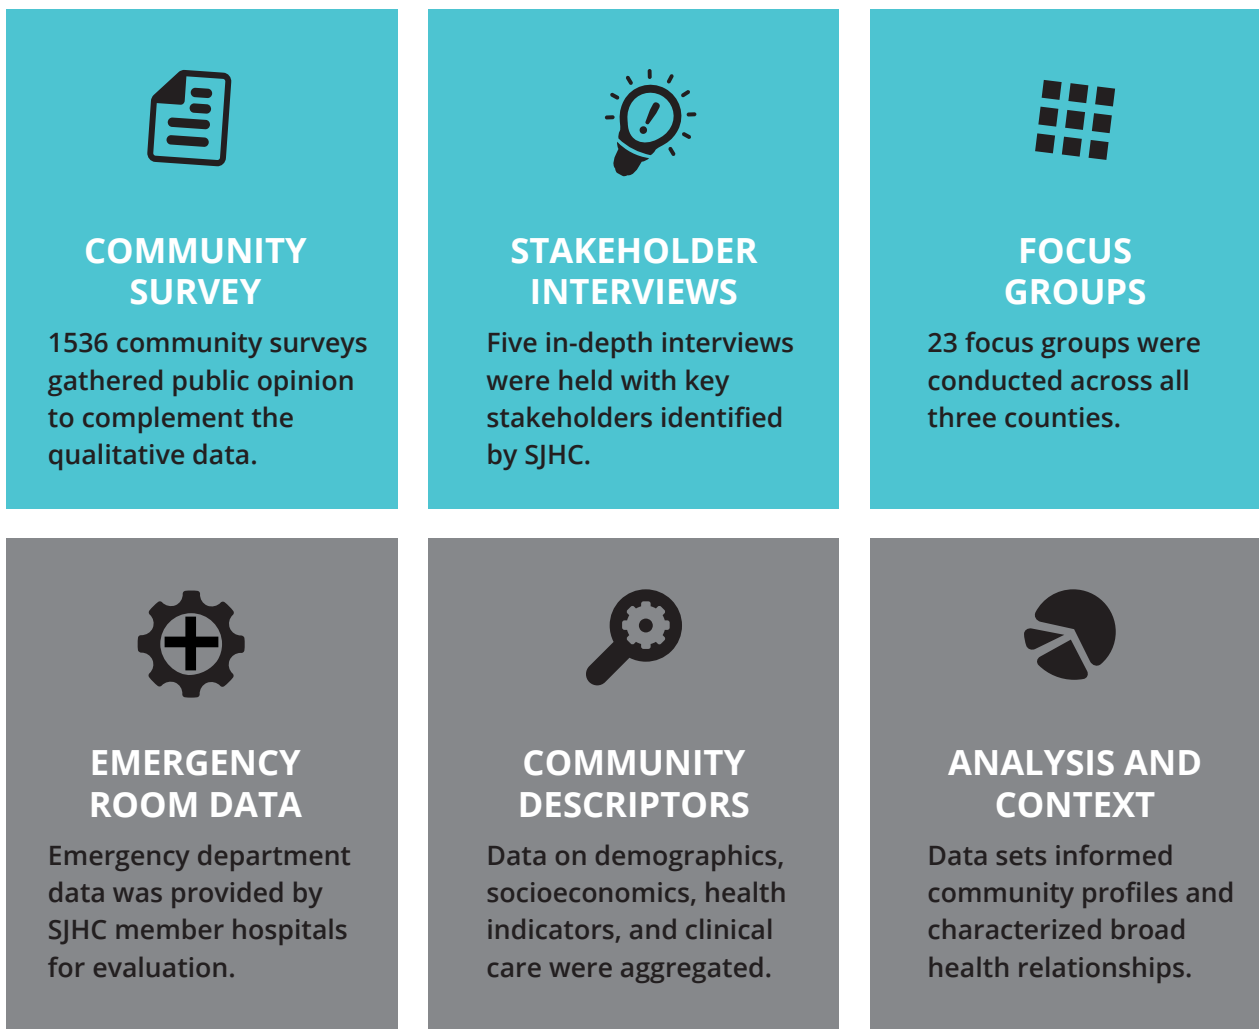 COMMUNITY
SURVEY
1536 community surveys
gathered public opinion
to complement the
qualitative data.
STAKEHOLDER
INTERVIEWS
Five in-depth interviews
were held with key
stakeholders identified
by SJHC.
FOCUS
GROUPS
23 focus groups were
conducted across all
three counties.
EMERGENCY
ROOM DATA
Emergency department
data was provided by
SJHC member hospitals
for evaluation.
COMMUNITY
DESCRIPTORS
Data on demographics,
socioeconomics, health
indicators, and clinical
care were aggregated.
ANALYSIS AND
CONTEXT
Data sets informed
community profiles and
characterized broad
health relationships.